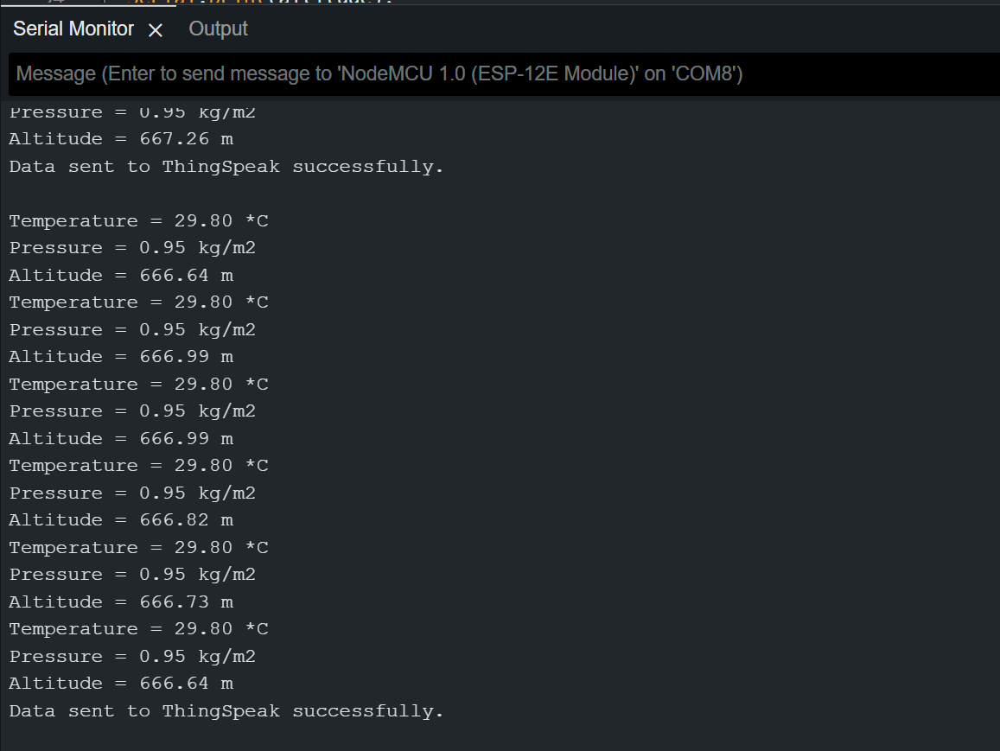 Serial Monitor Output
Message (Enter to send message to 'NodeMCU 1.0 (ESP-12E Module)' on 'COM8')
Pressure = 0.95 kg/m2
Altitude = 667.26 m
Data sent to ThingSpeak successfully.
Temperature = 29.80 *C
Pressure = 0.95 kg/m2
Altitude = 666.64 m
Temperature = 29.80 *C
Pressure = 0.95 kg/m2
Altitude = 666.99 m
Temperature = 29.80 *C
Pressure = 0.95 kg/m2
Altitude = 666.99 m
Temperature = 29.80 *C
Pressure = 0.95 kg/m2
Altitude = 666.82 m
Temperature = 29.80 *C
Pressure = 0.95 kg/m2
Altitude = 666.73 m
Temperature = 29.80 *C
Pressure = 0.95 kg/m2
Altitude = 666.64 m
Data sent to ThingSpeak successfully.